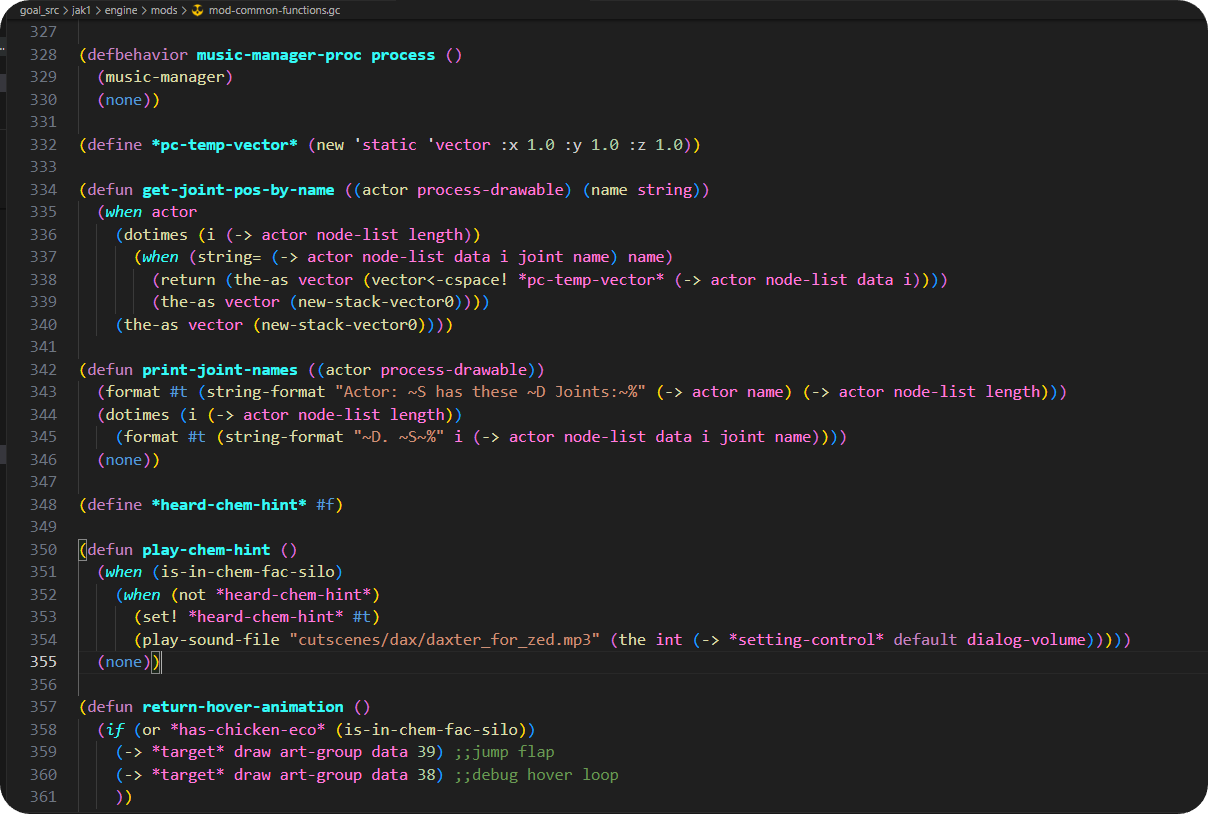 goal_src > jak1 > engine > mods > mod-common-functions.gc
327
328 (defbehavior music-manager-proc process ()
329   (music-manager)
330   (none))
331
332 (define *pc-temp-vector* (new 'static 'vector :x 1.0 :y 1.0 :z 1.0))
333
334 (defun get-joint-pos-by-name ((actor process-drawable) (name string))
335   (when actor
336     (dotimes (i (-> actor node-list length))
337       (when (string= (-> actor node-list data i joint name) name)
338         (return (the-as vector (vector<-cspace! *pc-temp-vector* (-> actor node-list data i))))
339         (the-as vector (new-stack-vector0))))
340     (the-as vector (new-stack-vector0))))
341
342 (defun print-joint-names ((actor process-drawable))
343   (format #t (string-format "Actor: ~S has these ~D Joints:~%" (-> actor name) (-> actor node-list length)))
344   (dotimes (i (-> actor node-list length))
345     (format #t (string-format "~D. ~S~%" i (-> actor node-list data i joint name))))
346   (none))
347
348 (define *heard-chem-hint* #f)
349
350 (defun play-chem-hint ()
351   (when (is-in-chem-fac-silo)
352     (when (not *heard-chem-hint*)
353       (set! *heard-chem-hint* #t)
354       (play-sound-file "cutscenes/dax/daxter_for_zed.mp3" (the int (-> *setting-control* default dialog-volume)))))
355   (none))
356
357 (defun return-hover-animation ()
358   (if (or *has-chicken-eco* (is-in-chem-fac-silo))
359     (-> *target* draw art-group data 39) ;;jump flap
360     (-> *target* draw art-group data 38) ;;debug hover loop
361     ))